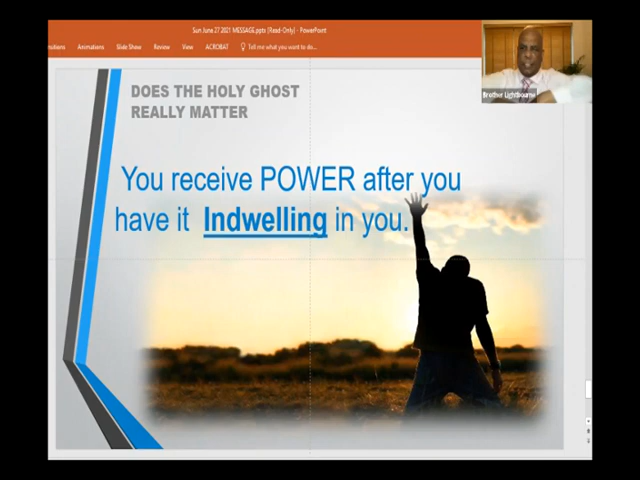 Sun June 27 2021 MESSAGE.pptx [Read-Only] - PowerPoint
Animations Slide Show Review View ACROBAT Tell me what you want to do...
Brother Lightbourne
DOES THE HOLY GHOST
REALLY MATTER
You receive POWER after you
have it Indwelling in you.